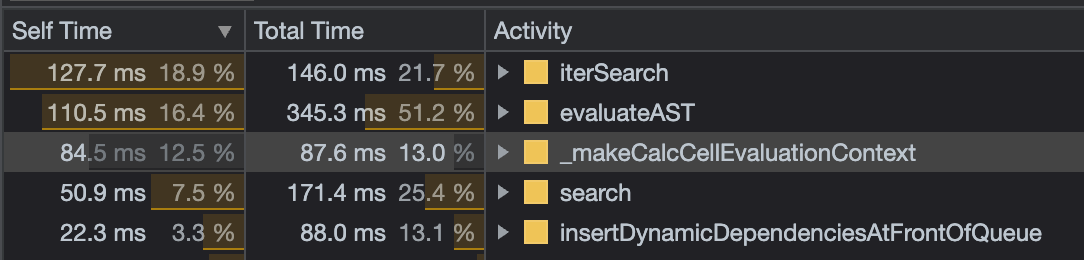 Self Time ▼ Total Time Activity
127.7 ms 18.9 % 146.0 ms 21.7 % iterSearch
110.5 ms 16.4 % 345.3 ms 51.2 % evaluateAST
84.5 ms 12.5 % 87.6 ms 13.0 % _makeCalcCellEvaluationContext
50.9 ms 7.5 % 171.4 ms 25.4 % search
22.3 ms 3.3 % 88.0 ms 13.1 % insertDynamicDependenciesAtFrontOfQueue